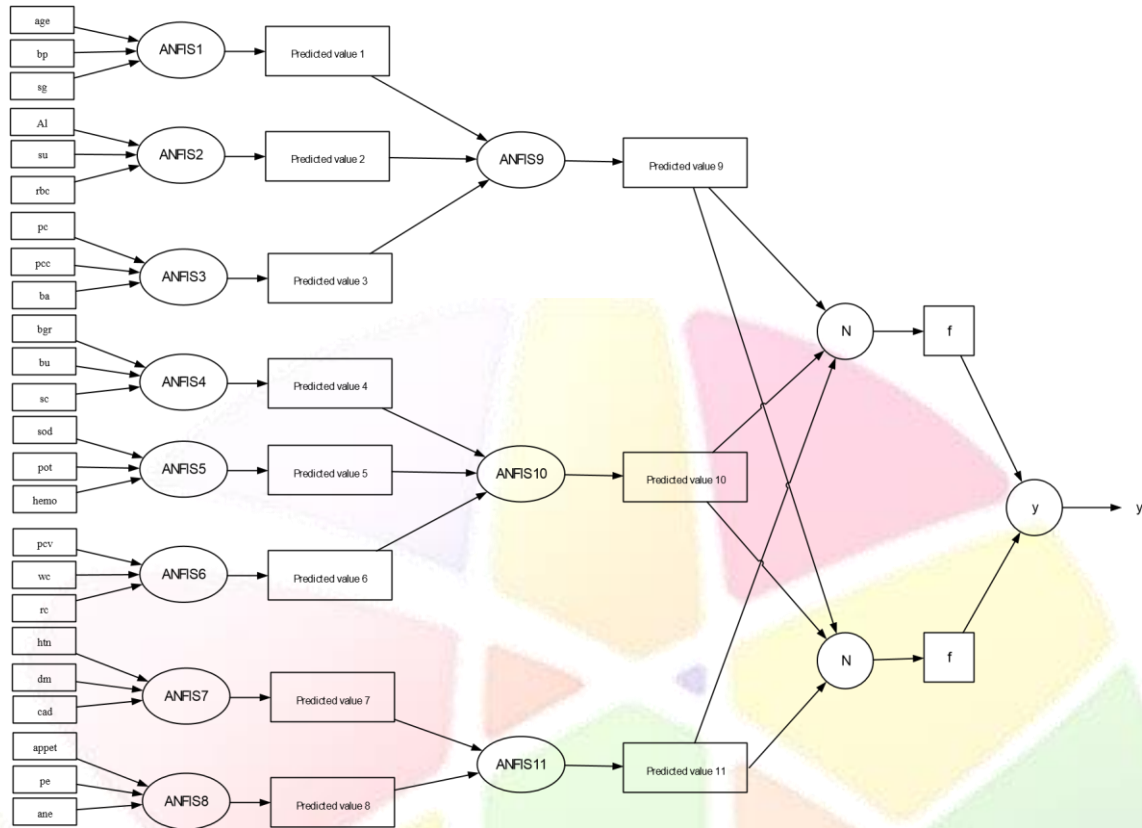 age
bp
sg
ANFIS1
Predicted value 1
Al
su
rbc
ANFIS2
Predicted value 2
pc
pcc
ba
ANFIS3
Predicted value 3
ANFIS9
Predicted value 9
bgr
bu
sc
ANFIS4
Predicted value 4
sod
pot
hemo
ANFIS5
Predicted value 5
pcv
wc
rc
ANFIS6
Predicted value 6
ANFIS10
Predicted value 10
htn
dm
cad
ANFIS7
Predicted value 7
appet
pe
ane
ANFIS8
Predicted value 8
ANFIS11
Predicted value 11
N
f
N
f
y
y